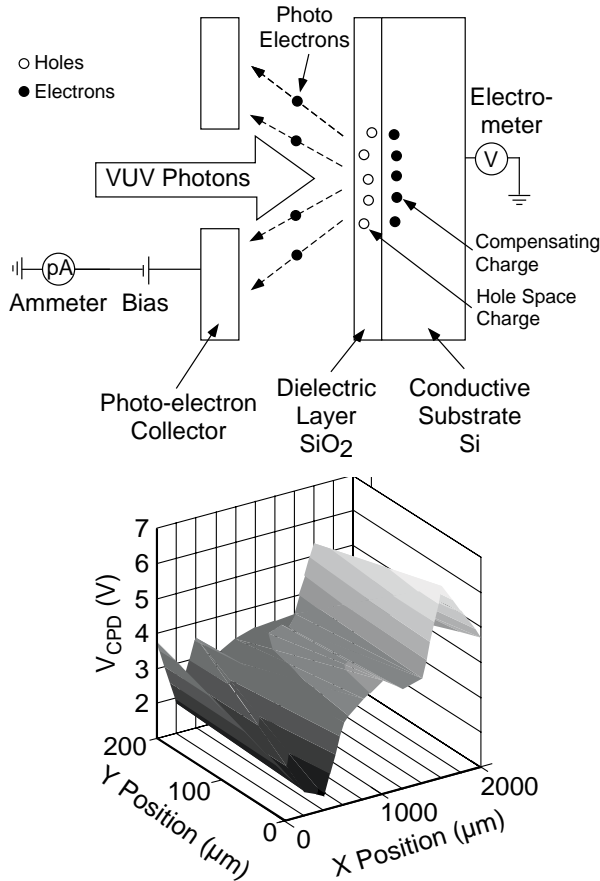 Photo
Electrons
Holes
Electrons
Electro-
meter
V
VUV Photons
Compensating
Charge
pA
Ammeter Bias
Hole Space
Charge
Photo-electron
Collector
Dielectric
Layer
SiO2
Conductive
Substrate
Si
7
6
5
4
3
2
VCPD (V)
200
100
0
Y Position (μm)
0
1000
2000
X Position (μm)